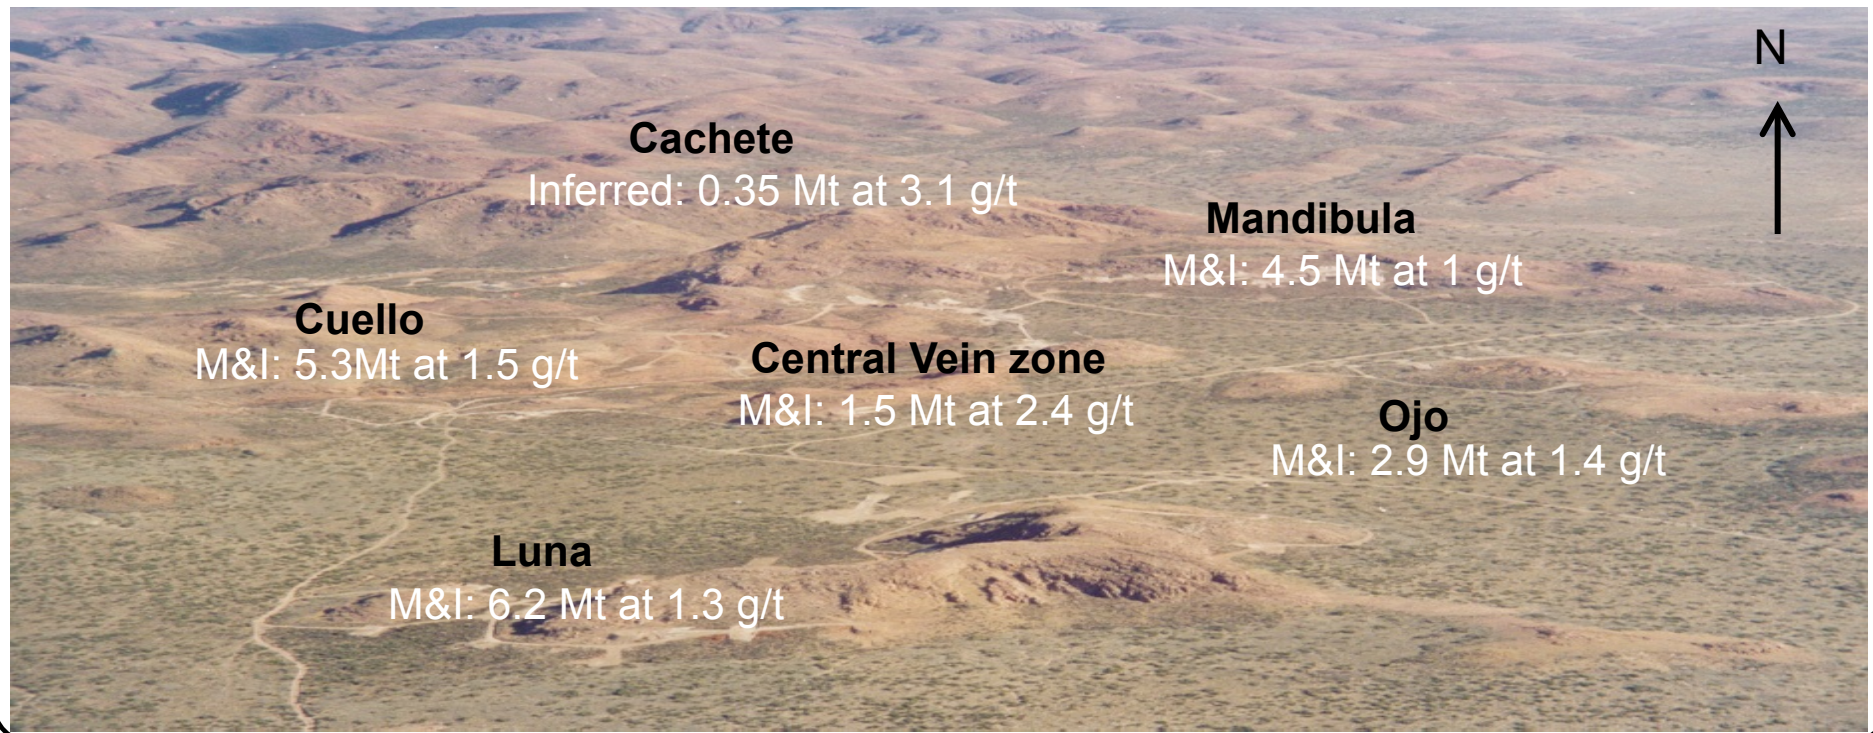 N
Cachete
Inferred: 0.35 Mt at 3.1 g/t
Mandibula
M&I: 4.5 Mt at 1 g/t
Cuello
M&I: 5.3Mt at 1.5 g/t
Central Vein zone
M&I: 1.5 Mt at 2.4 g/t
Ojo
M&I: 2.9 Mt at 1.4 g/t
Luna
M&I: 6.2 Mt at 1.3 g/t